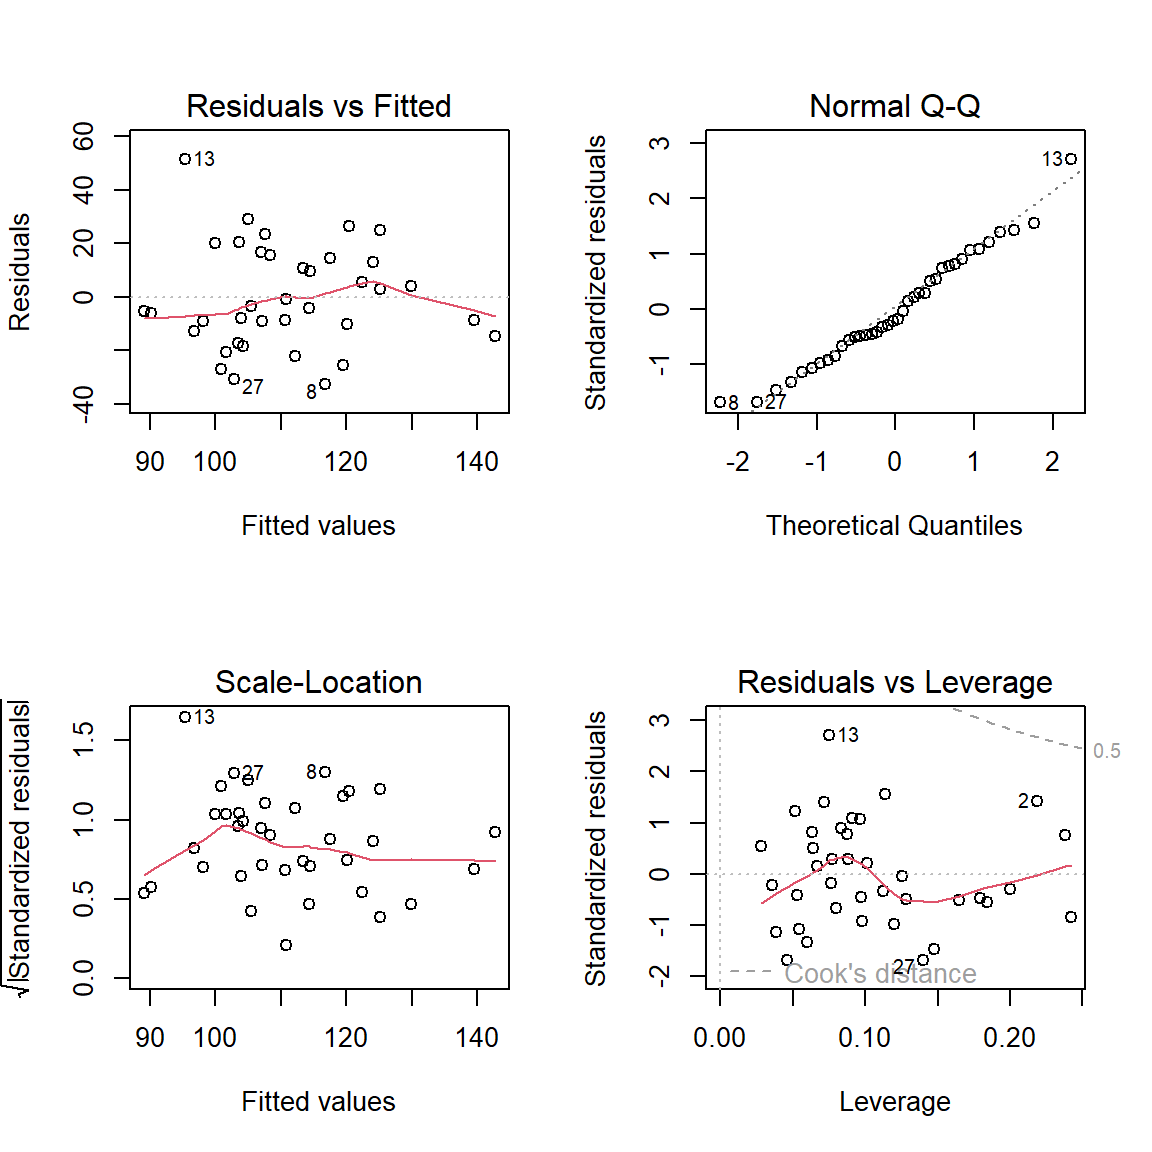 Residuals vs Fitted
Residuals
60
40
20
0
-40
13
27
8
90 100 120 140
Fitted values
Normal Q-Q
Standardized residuals
3
2
1
0
-1
13
8
27
-2 -1 0 1 2
Theoretical Quantiles
Scale-Location
√|Standardized residuals|
1.5
1.0
0.5
0.0
13
27
8
90 100 120 140
Fitted values
Residuals vs Leverage
Standardized residuals
3
2
1
0
-1
-2
13
0.5
2
27
Cook's distance
0.00 0.10 0.20
Leverage